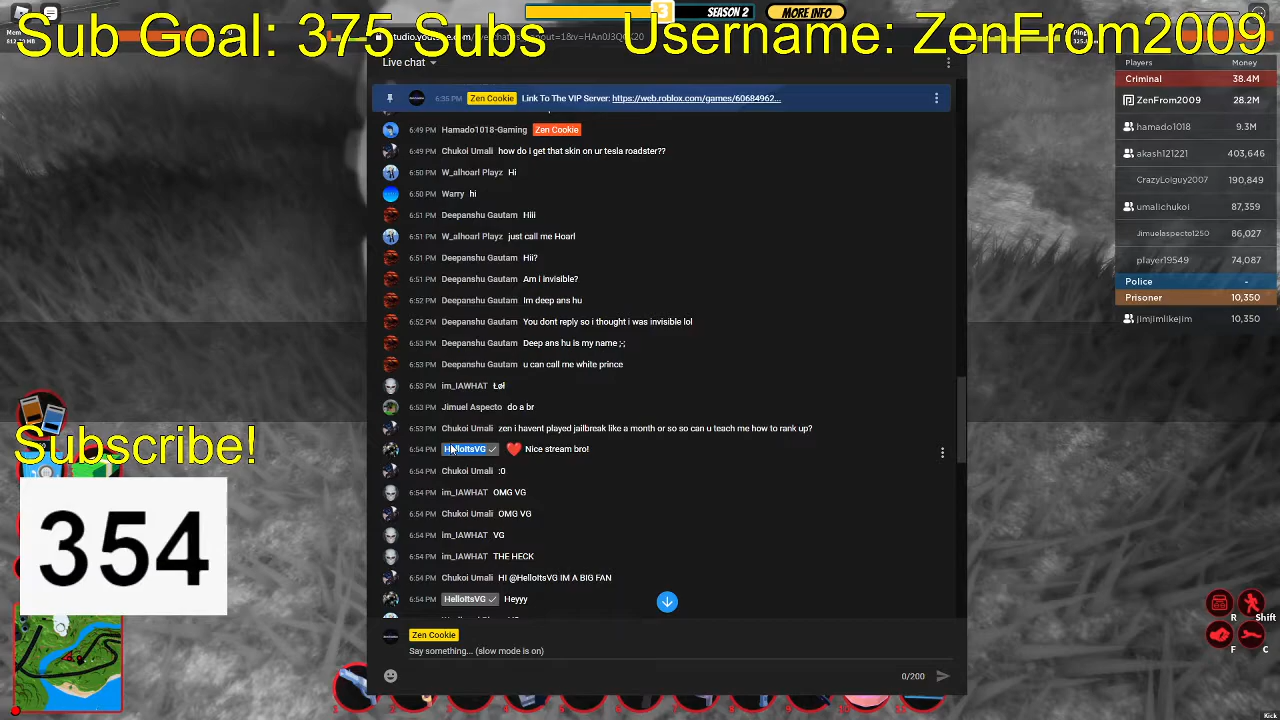 Sub Goal: 375 Subs
Username: ZenFrom2009
3
SEASON 2
MORE INFO
Live chat
6:35 PM Zen Cookie Link To The VIP Server: https://web.roblox.com/games/60684962...
6:49 PM Hamado1018-Gaming Zen Cookie
6:49 PM Chukoi Umali how do i get that skin on ur tesla roadster??
6:50 PM W_alhoarl Playz Hi
6:50 PM Warry hi
6:51 PM Deepanshu Gautam Hiii
6:51 PM W_alhoarl Playz just call me Hoarl
6:51 PM Deepanshu Gautam Hii?
6:51 PM Deepanshu Gautam Am i invisible?
6:52 PM Deepanshu Gautam Im deep ans hu
6:52 PM Deepanshu Gautam You dont reply so i thought i was invisible lol
6:53 PM Deepanshu Gautam Deep ans hu is my name ;-;
6:53 PM Deepanshu Gautam u can call me white prince
6:53 PM im_IAWHAT Łøł
6:53 PM Jimuel Aspecto do a br
6:53 PM Chukoi Umali zen i havent played jailbreak like a month or so so can u teach me how to rank up?
6:54 PM HelloItsVG ✓ ❤️ Nice stream bro!
6:54 PM Chukoi Umali :0
6:54 PM im_IAWHAT OMG VG
6:54 PM Chukoi Umali OMG VG
6:54 PM im_IAWHAT VG
6:54 PM im_IAWHAT THE HECK
6:54 PM Chukoi Umali HI @HelloItsVG IM A BIG FAN
6:54 PM HelloItsVG ✓ Heyyy
Zen Cookie
Say something... (slow mode is on)
0/200
Players Money
Criminal 38.4M
ZenFrom2009 28.2M
hamado1018 9.3M
akash121221 403,646
CrazyLoiguy2007 190,849
umalichukoi 87,359
Jimuelaspecto1250 86,027
player19549 74,087
Police -
Prisoner 10,350
jimjimlikejim 10,350
Subscribe!
354
R
Shift
F
C
Kick